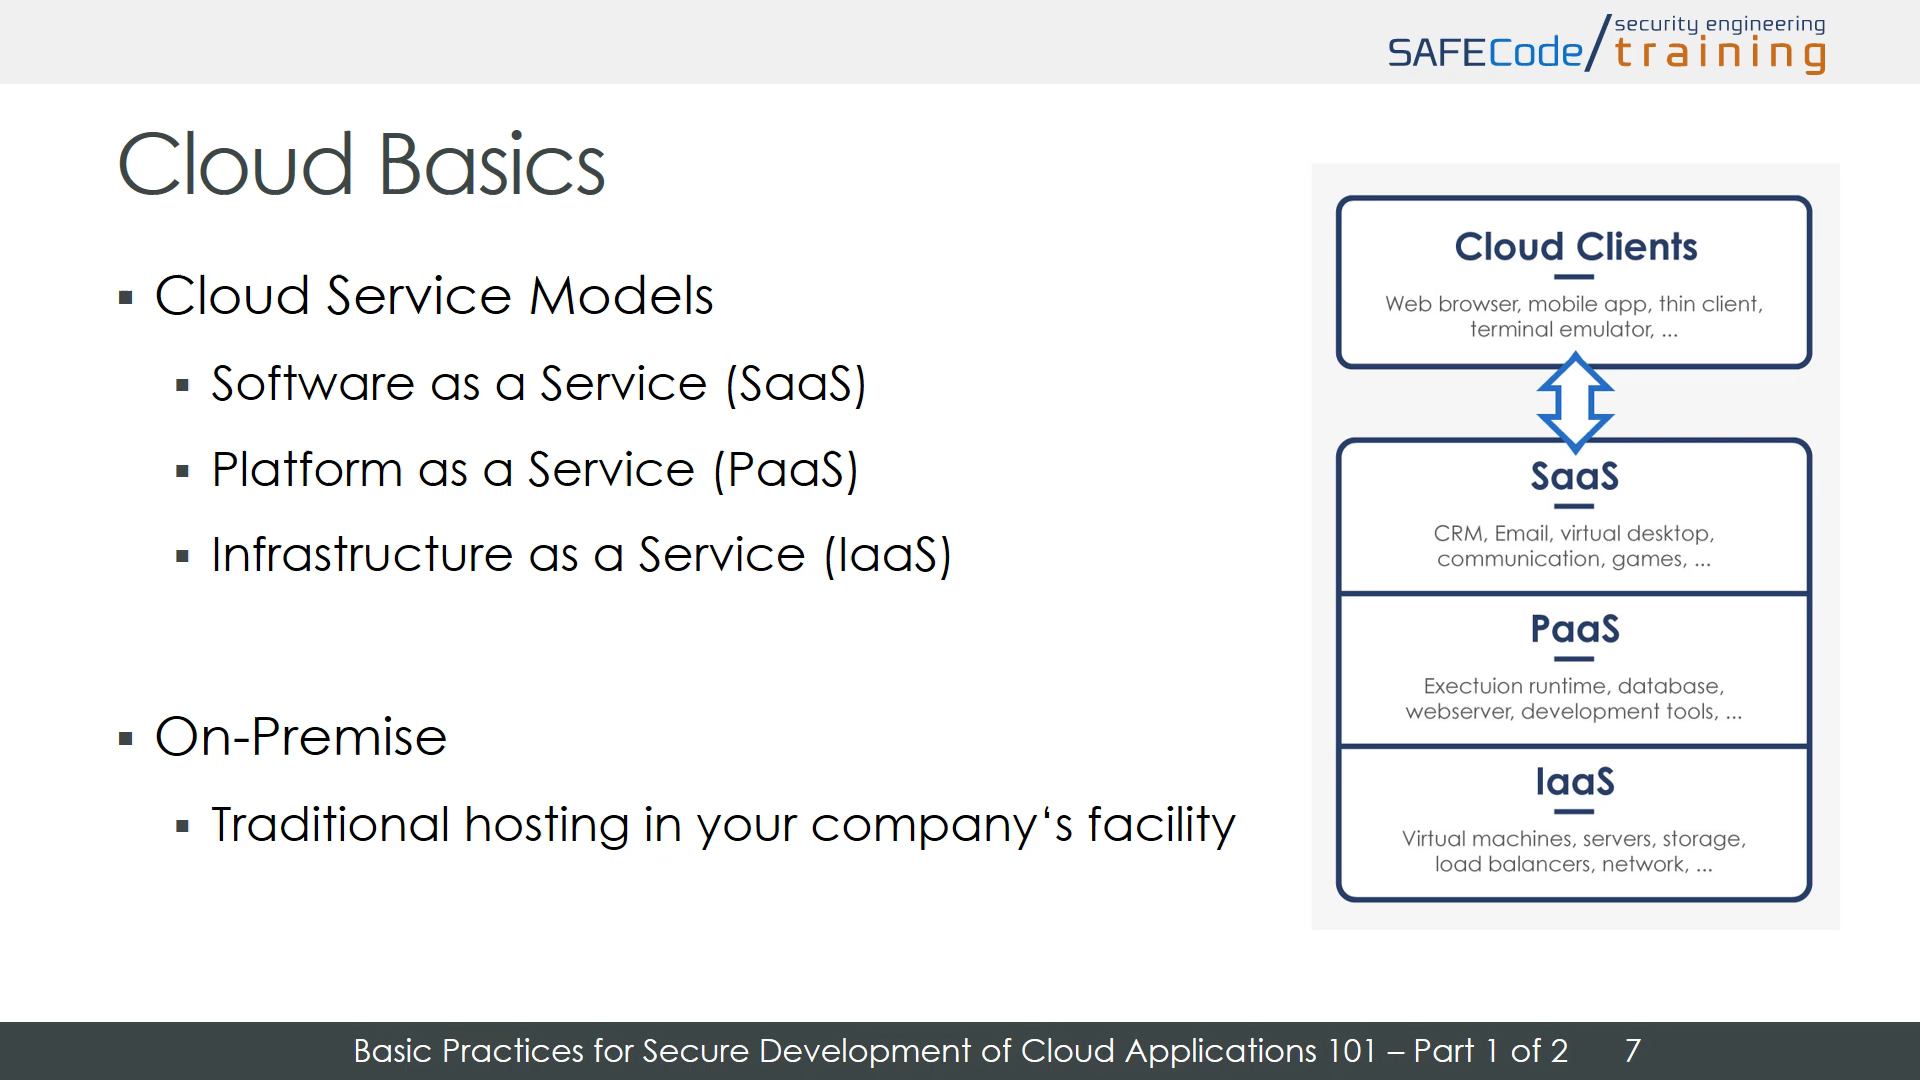 SAFECode/security engineering training
Cloud Basics
▪ Cloud Service Models
▪ Software as a Service (SaaS)
▪ Platform as a Service (PaaS)
▪ Infrastructure as a Service (IaaS)
▪ On-Premise
▪ Traditional hosting in your company‘s facility
Cloud Clients
Web browser, mobile app, thin client,
terminal emulator, ...
SaaS
CRM, Email, virtual desktop,
communication, games, ...
PaaS
Exectuion runtime, database,
webserver, development tools, ...
IaaS
Virtual machines, servers, storage,
load balancers, network, ...
Basic Practices for Secure Development of Cloud Applications 101 – Part 1 of 2 7